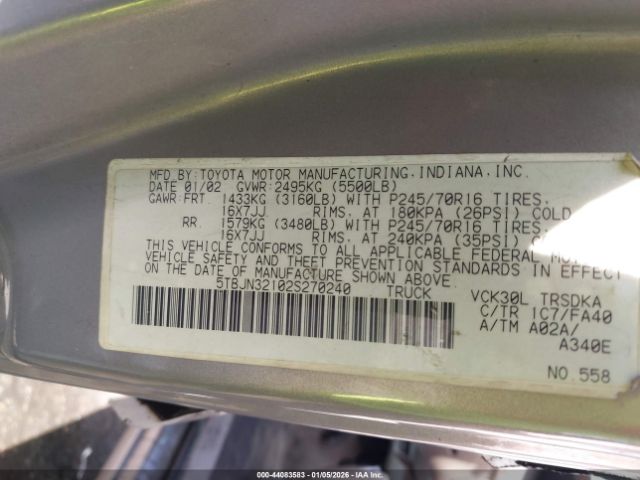 MFD BY:TOYOTA MOTOR MANUFACTURING,INDIANA,INC.
DATE 01/02 GVWR:2495KG (5500LB)
GAWR:FRT. 1433KG (3160LB) WITH P245/70R16 TIRES,
16X7JJ RIMS, AT 180KPA (26PSI) COLD
RR. 1579KG (3480LB) WITH P245/70R16 TIRES,
16X7JJ RIMS, AT 240KPA (35PSI)
THIS VEHICLE CONFORMS TO ALL APPLICABLE FEDERAL
VEHICLE SAFETY AND THEFT PREVENTION STANDARDS IN EFFECT
ON THE DATE OF MANUFACTURE SHOWN ABOVE.
5TBJN32102S270240 TRUCK
VCK30L TRSDKA
C/TR 1C7/FA40
A/TM A02A/
A340E
NO.558
000-44083583 | 01/05/2026 - COPART/IAA